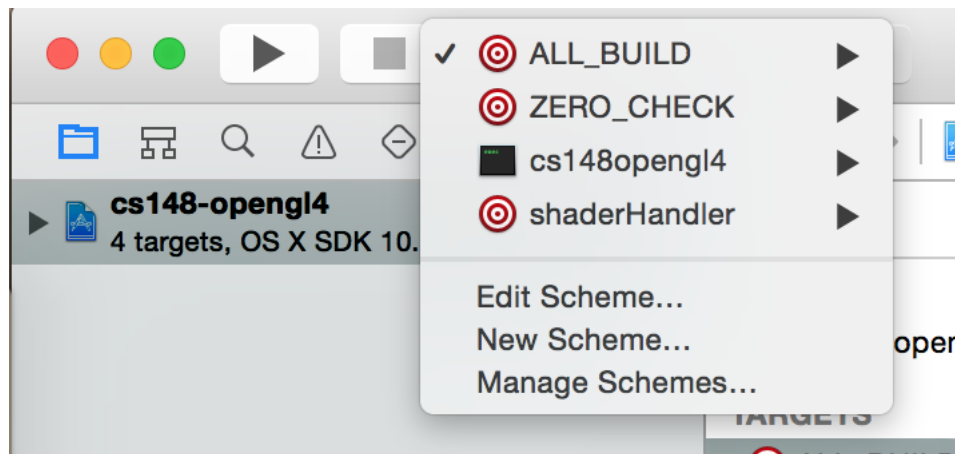 ALL_BUILD
ZERO_CHECK
cs148opengl4
shaderHandler
Edit Scheme...
New Scheme...
Manage Schemes...
cs148-opengl4
4 targets, OS X SDK 10.
TARGETS